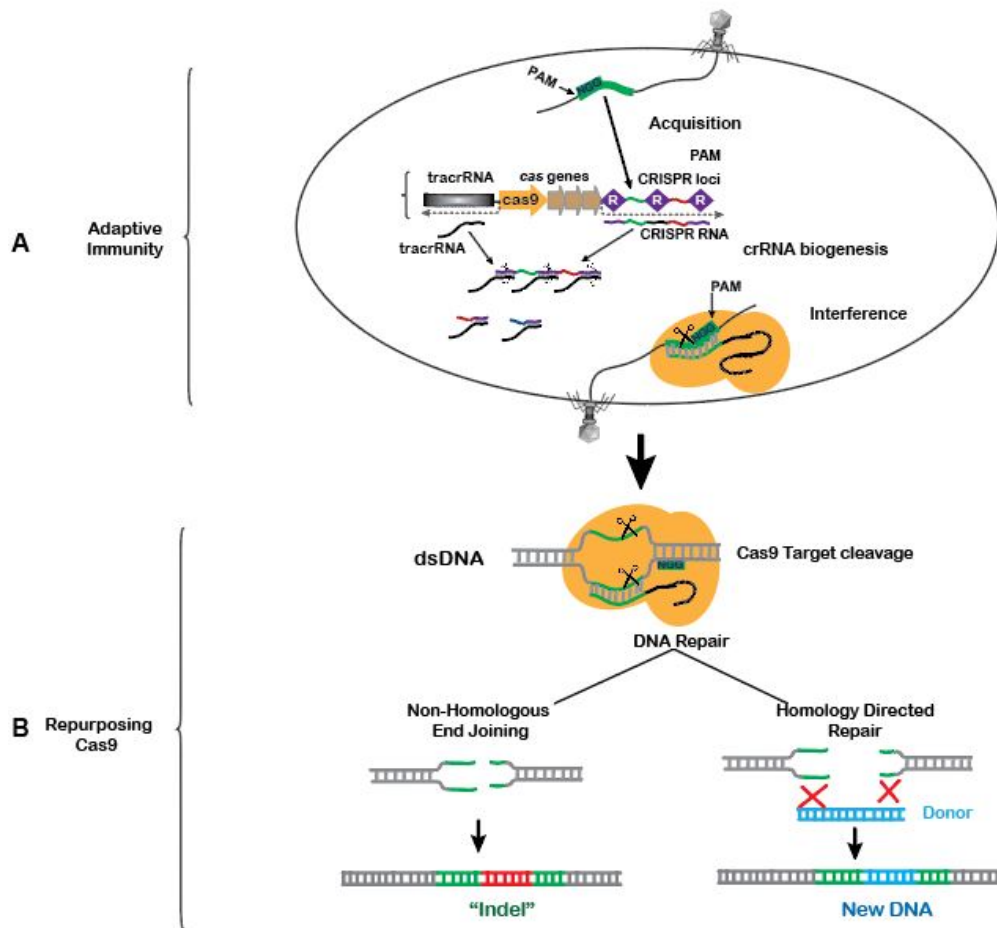 PAM
NGG
Acquisition
PAM
tracrRNA
cas genes
CRISPR loci
cas9
R
R
R
A
Adaptive
Immunity
tracrRNA
CRISPR RNA
crRNA biogenesis
PAM
Interference
NGG
dsDNA
Cas9 Target cleavage
NGG
DNA Repair
B
Repurposing
Cas9
Non-Homologous
End Joining
Homology Directed
Repair
Donor
"Indel"
New DNA